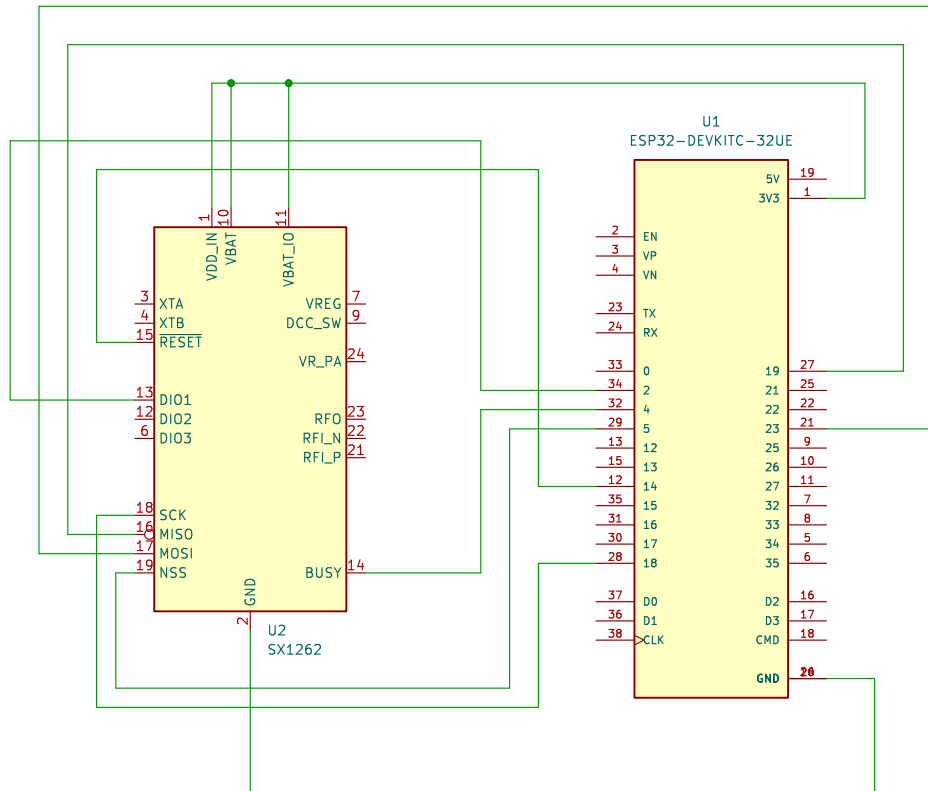 U1
ESP32-DEVKITC-32UE
5V 19
3V3 1
2 EN
3 VP
4 VN
23 TX
24 RX
33 0
34 2
32 4
29 5
13 12
15 13
12 14
35 15
31 16
30 17
28 18
37 D0
36 D1
38 CLK
19 27
21 25
22 22
23 21
25 9
26 10
27 11
32 7
33 8
34 5
35 6
D2 16
D3 17
CMD 18
GND
1 VDD_IN
10 VBAT
11 VBAT_IO
3 XTA
4 XTB
15 RESET
13 DIO1
12 DIO2
6 DIO3
18 SCK
16 MISO
17 MOSI
19 NSS
VREG 7
DCC_SW 9
VR_PA 24
RFO 23
RFI_N 22
RFI_P 21
BUSY 14
GND 2
U2
SX1262